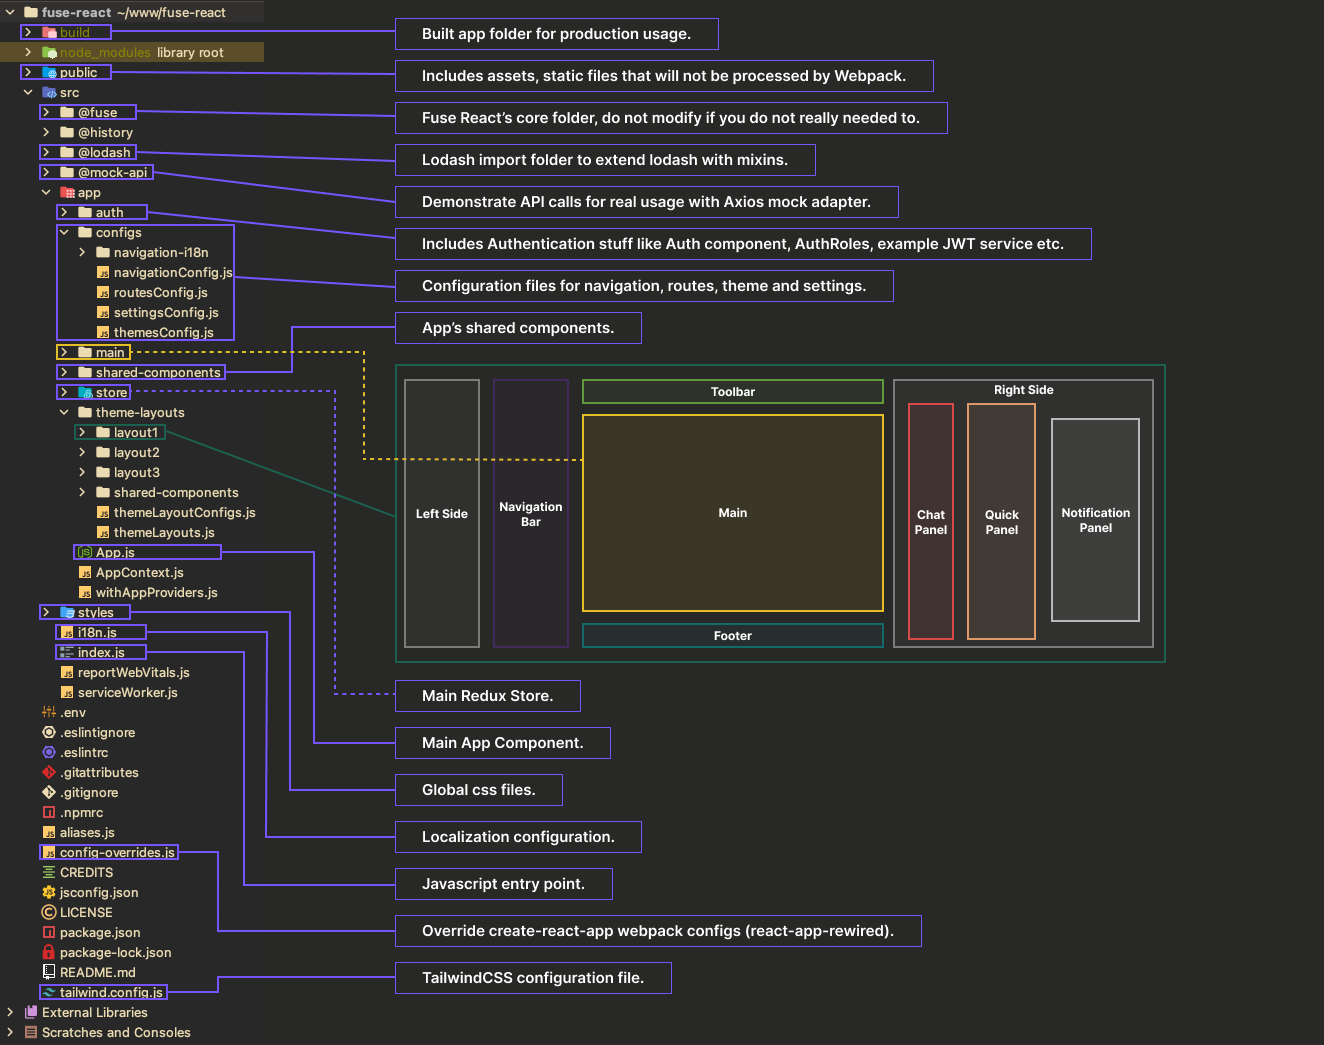 fuse-react ~/www/fuse-react
build
node_modules library root
public
src
@fuse
@history
@lodash
@mock-api
app
auth
configs
navigation-i18n
navigationConfig.js
routesConfig.js
settingsConfig.js
themesConfig.js
main
shared-components
store
theme-layouts
layout1
layout2
layout3
shared-components
themeLayoutConfigs.js
themeLayouts.js
App.js
AppContext.js
withAppProviders.js
styles
i18n.js
index.js
reportWebVitals.js
serviceWorker.js
.env
.eslintignore
.eslintrc
.gitattributes
.gitignore
.npmrc
aliases.js
config-overrides.js
CREDITS
jsconfig.json
LICENSE
package.json
package-lock.json
README.md
tailwind.config.js
External Libraries
Scratches and Consoles
Built app folder for production usage.
Includes assets, static files that will not be processed by Webpack.
Fuse React’s core folder, do not modify if you do not really needed to.
Lodash import folder to extend lodash with mixins.
Demonstrate API calls for real usage with Axios mock adapter.
Includes Authentication stuff like Auth component, AuthRoles, example JWT service etc.
Configuration files for navigation, routes, theme and settings.
App’s shared components.
Left Side
Navigation
Bar
Toolbar
Main
Footer
Right Side
Chat
Panel
Quick
Panel
Notification
Panel
Main Redux Store.
Main App Component.
Global css files.
Localization configuration.
Javascript entry point.
Override create-react-app webpack configs (react-app-rewired).
TailwindCSS configuration file.